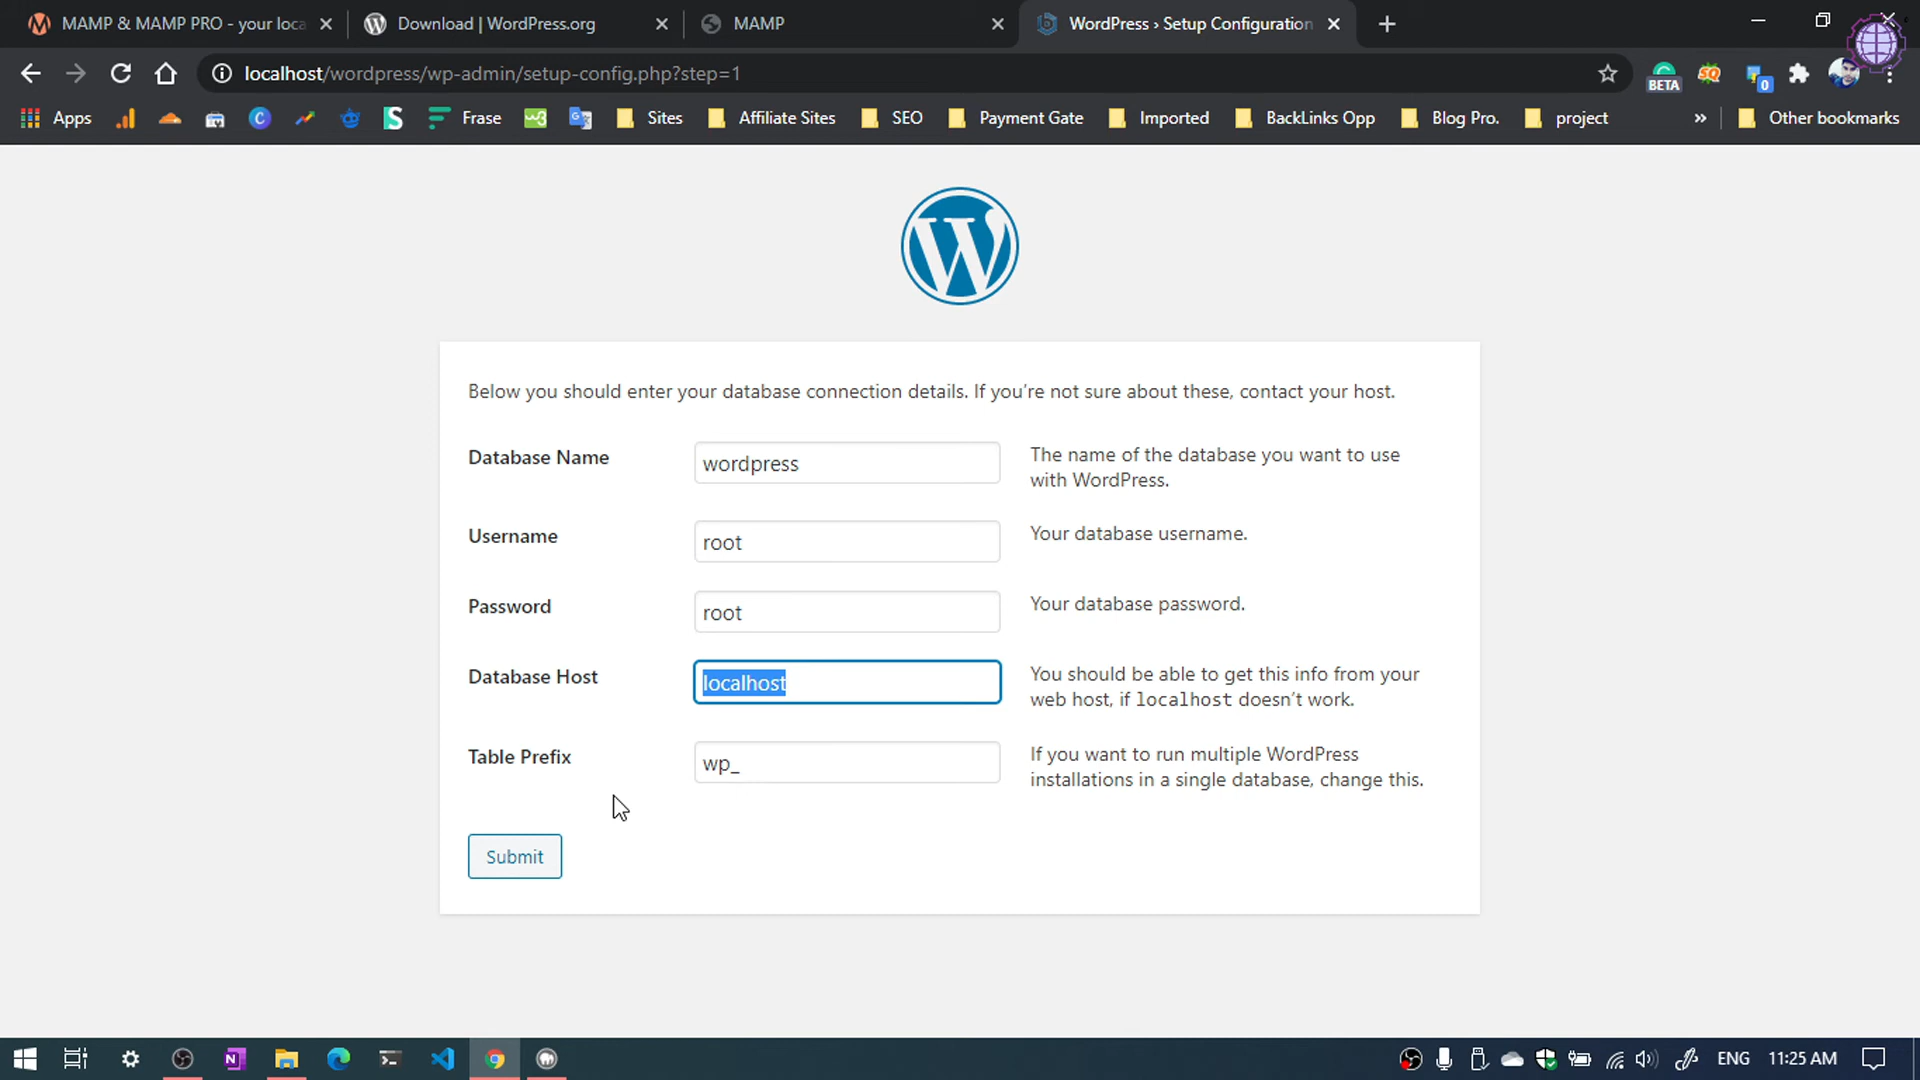 MAMP & MAMP PRO - your loca
Download | WordPress.org
MAMP
WordPress › Setup Configuration
localhost/wordpress/wp-admin/setup-config.php?step=1
BETA
SQ
0
Apps
Frase
Sites
Affiliate Sites
SEO
Payment Gate
Imported
BackLinks Opp
Blog Pro.
project
»
Other bookmarks
W
Below you should enter your database connection details. If you’re not sure about these, contact your host.
Database Name
wordpress
The name of the database you want to use
with WordPress.
Username
root
Your database username.
Password
root
Your database password.
Database Host
localhost
You should be able to get this info from your
web host, if localhost doesn’t work.
Table Prefix
wp_
If you want to run multiple WordPress
installations in a single database, change this.
Submit
ENG
11:25 AM